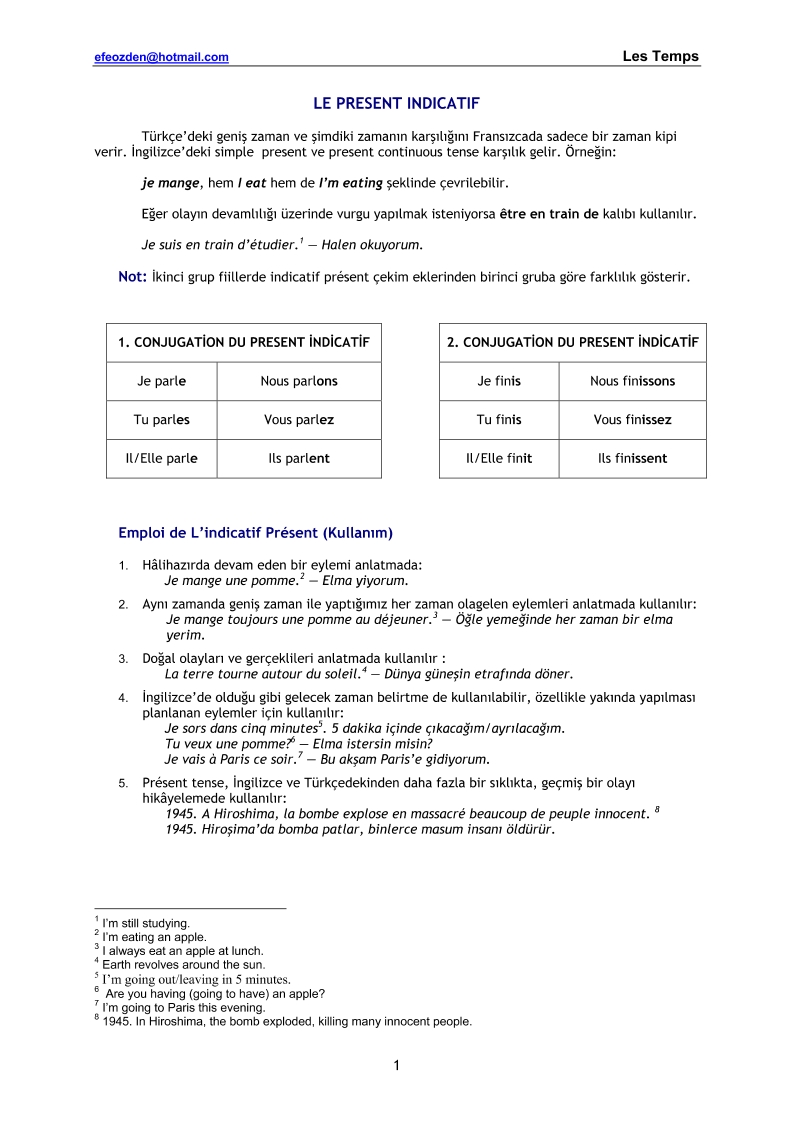 efeozden@hotmail.com Les Temps
LE PRESENT INDICATIF
Türkçe’deki geniş zaman ve şimdiki zamanın karşılığını Fransızcada sadece bir zaman kipi
verir. İngilizce’deki simple present ve present continuous tense karşılık gelir. Örneğin:
je mange, hem I eat hem de I’m eating şeklinde çevrilebilir.
Eğer olayın devamlılığı üzerinde vurgu yapılmak isteniyorsa être en train de kalıbı kullanılır.
Je suis en train d’étudier.1 — Halen okuyorum.
Not: İkinci grup fiillerde indicatif présent çekim eklerinden birinci gruba göre farklılık gösterir.
1. CONJUGATİON DU PRESENT İNDİCATİF
Je parle Nous parlons
Tu parles Vous parlez
Il/Elle parle Ils parlent
2. CONJUGATİON DU PRESENT İNDİCATİF
Je finis Nous finissons
Tu finis Vous finissez
Il/Elle finit Ils finissent
Emploi de L’indicatif Présent (Kullanım)
1. Hâlihazırda devam eden bir eylemi anlatmada:
Je mange une pomme.2 — Elma yiyorum.
2. Aynı zamanda geniş zaman ile yaptığımız her zaman olagelen eylemleri anlatmada kullanılır:
Je mange toujours une pomme au déjeuner.3 — Öğle yemeğinde her zaman bir elma
yerim.
3. Doğal olayları ve gerçeklileri anlatmada kullanılır :
La terre tourne autour du soleil.4 — Dünya güneşin etrafında döner.
4. İngilizce’de olduğu gibi gelecek zaman belirtme de kullanılabilir, özellikle yakında yapılması
planlanan eylemler için kullanılır:
Je sors dans cinq minutes5. 5 dakika içinde çıkacağım/ayrılacağım.
Tu veux une pomme?6 — Elma istersin misin?
Je vais à Paris ce soir.7 — Bu akşam Paris’e gidiyorum.
5. Présent tense, İngilizce ve Türkçedekinden daha fazla bir sıklıkta, geçmiş bir olayı
hikâyelemede kullanılır:
1945. A Hiroshima, la bombe explose en massacré beaucoup de peuple innocent. 8
1945. Hiroşima’da bomba patlar, binlerce masum insanı öldürür.
1 I’m still studying.
2 I’m eating an apple.
3 I always eat an apple at lunch.
4 Earth revolves around the sun.
5 I’m going out/leaving in 5 minutes.
6 Are you having (going to have) an apple?
7 I’m going to Paris this evening.
8 1945. In Hiroshima, the bomb exploded, killing many innocent people.
1